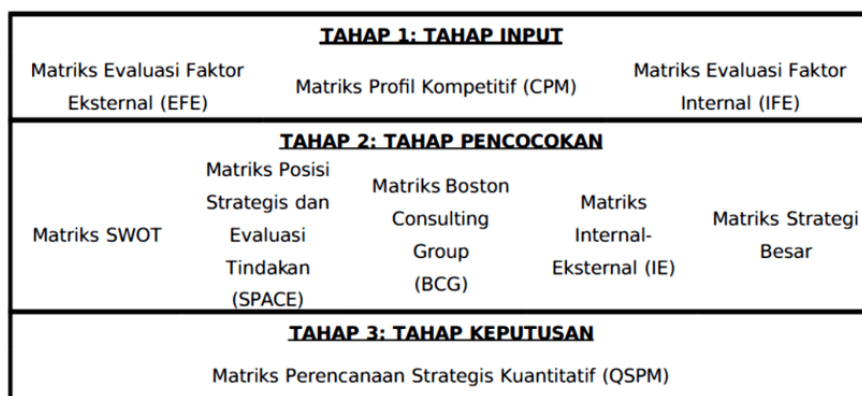 TAHAP 1: TAHAP INPUT
Matriks Evaluasi Faktor
Eksternal (EFE)
Matriks Profil Kompetitif (CPM)
Matriks Evaluasi Faktor
Internal (IFE)
TAHAP 2: TAHAP PENCOCOKAN
Matriks SWOT
Matriks Posisi
Strategis dan
Evaluasi
Tindakan
(SPACE)
Matriks Boston
Consulting
Group
(BCG)
Matriks
Internal-
Eksternal (IE)
Matriks Strategi
Besar
TAHAP 3: TAHAP KEPUTUSAN
Matriks Perencanaan Strategis Kuantitatif (QSPM)